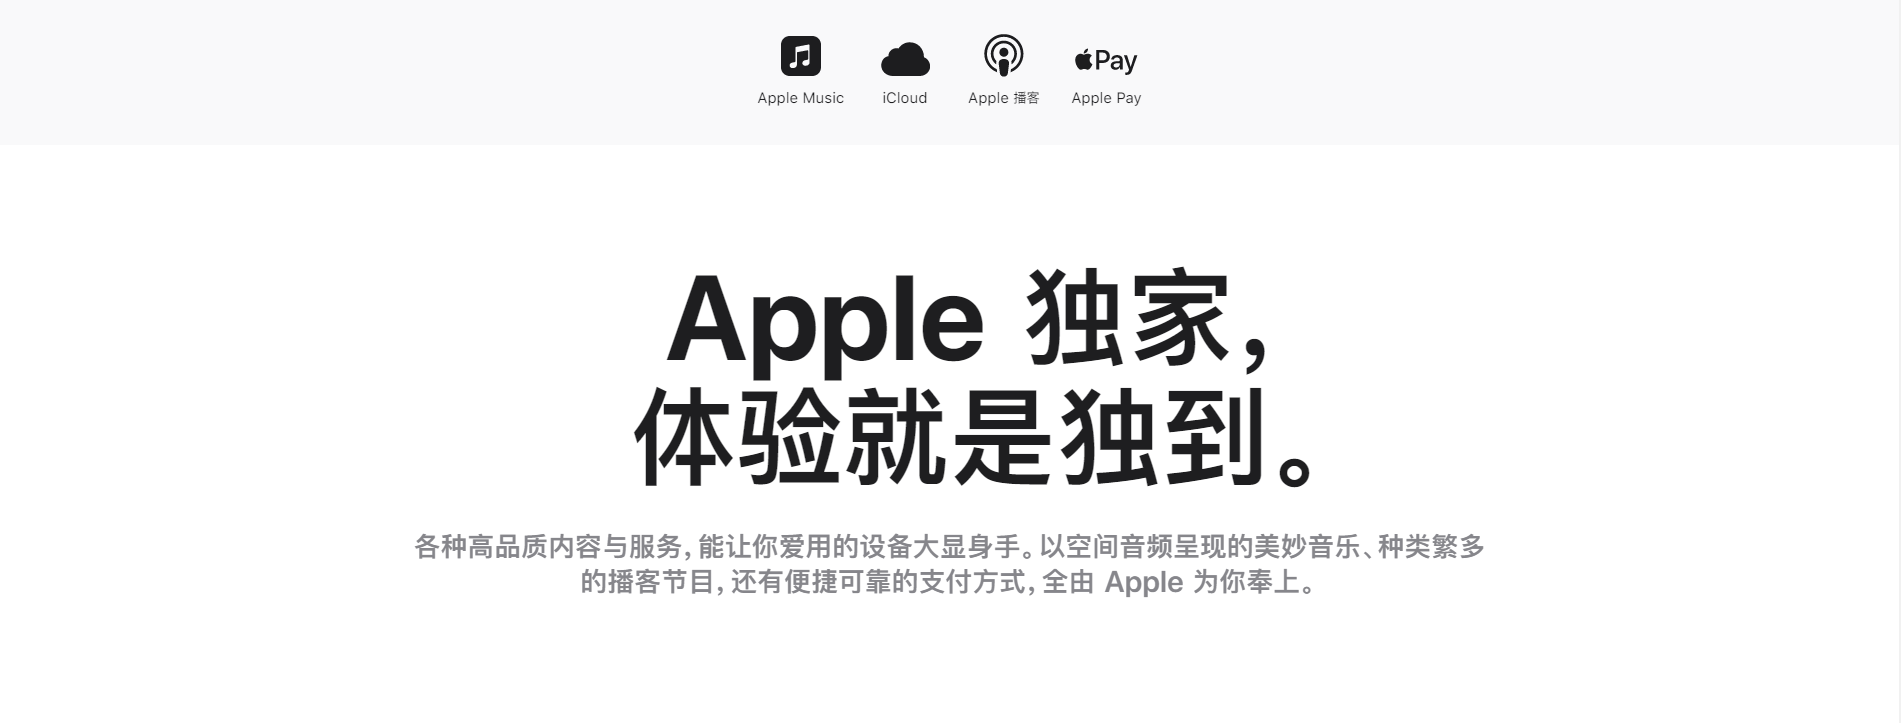 Pay
Apple Music
iCloud
Apple 播客
Apple Pay
Apple 独家，
体验就是独到。
各种高品质内容与服务，能让你爱用的设备大显身手。以空间音频呈现的美妙音乐、种类繁多
的播客节目，还有便捷可靠的支付方式，全由 Apple 为你奉上。